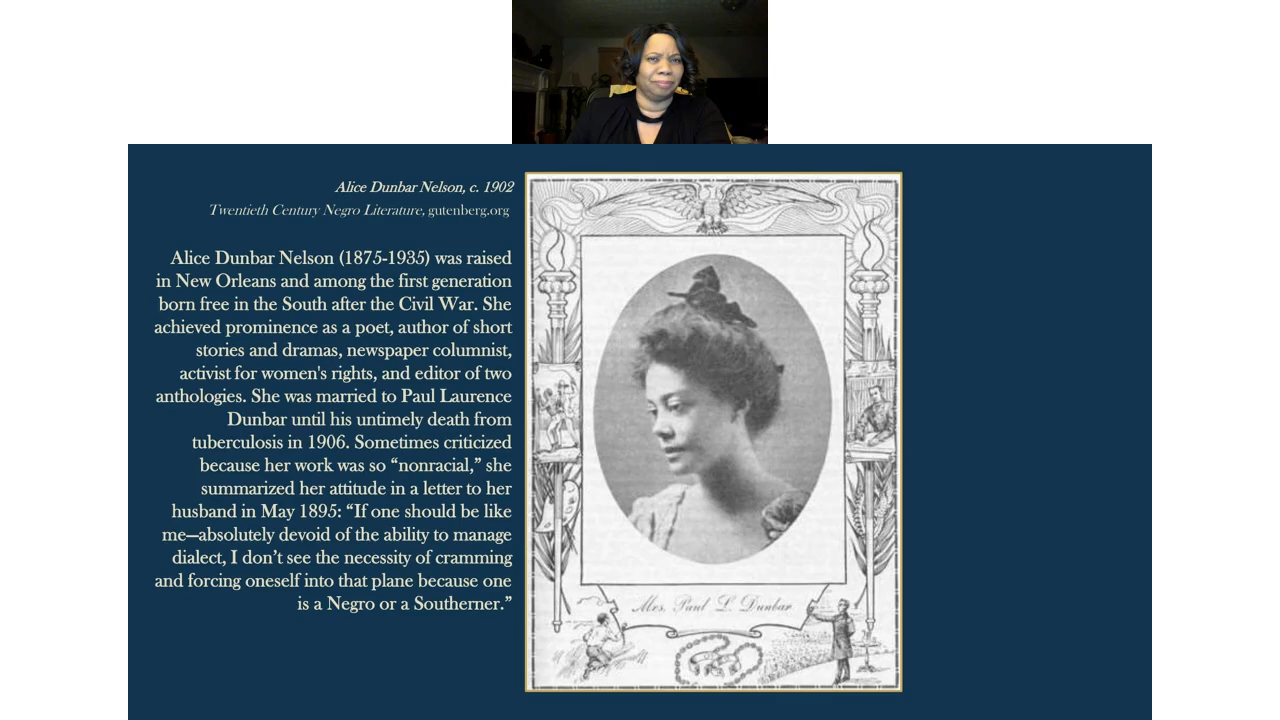 Alice Dunbar Nelson, c. 1902
Twentieth Century Negro Literature, gutenberg.org
Alice Dunbar Nelson (1875-1935) was raised
in New Orleans and among the first generation
born free in the South after the Civil War. She
achieved prominence as a poet, author of short
stories and dramas, newspaper columnist,
activist for women's rights, and editor of two
anthologies. She was married to Paul Laurence
Dunbar until his untimely death from
tuberculosis in 1906. Sometimes criticized
because her work was so “nonracial,” she
summarized her attitude in a letter to her
husband in May 1895: “If one should be like
me—absolutely devoid of the ability to manage
dialect, I don’t see the necessity of cramming
and forcing oneself into that plane because one
is a Negro or a Southerner.”
Mrs. Paul L. Dunbar